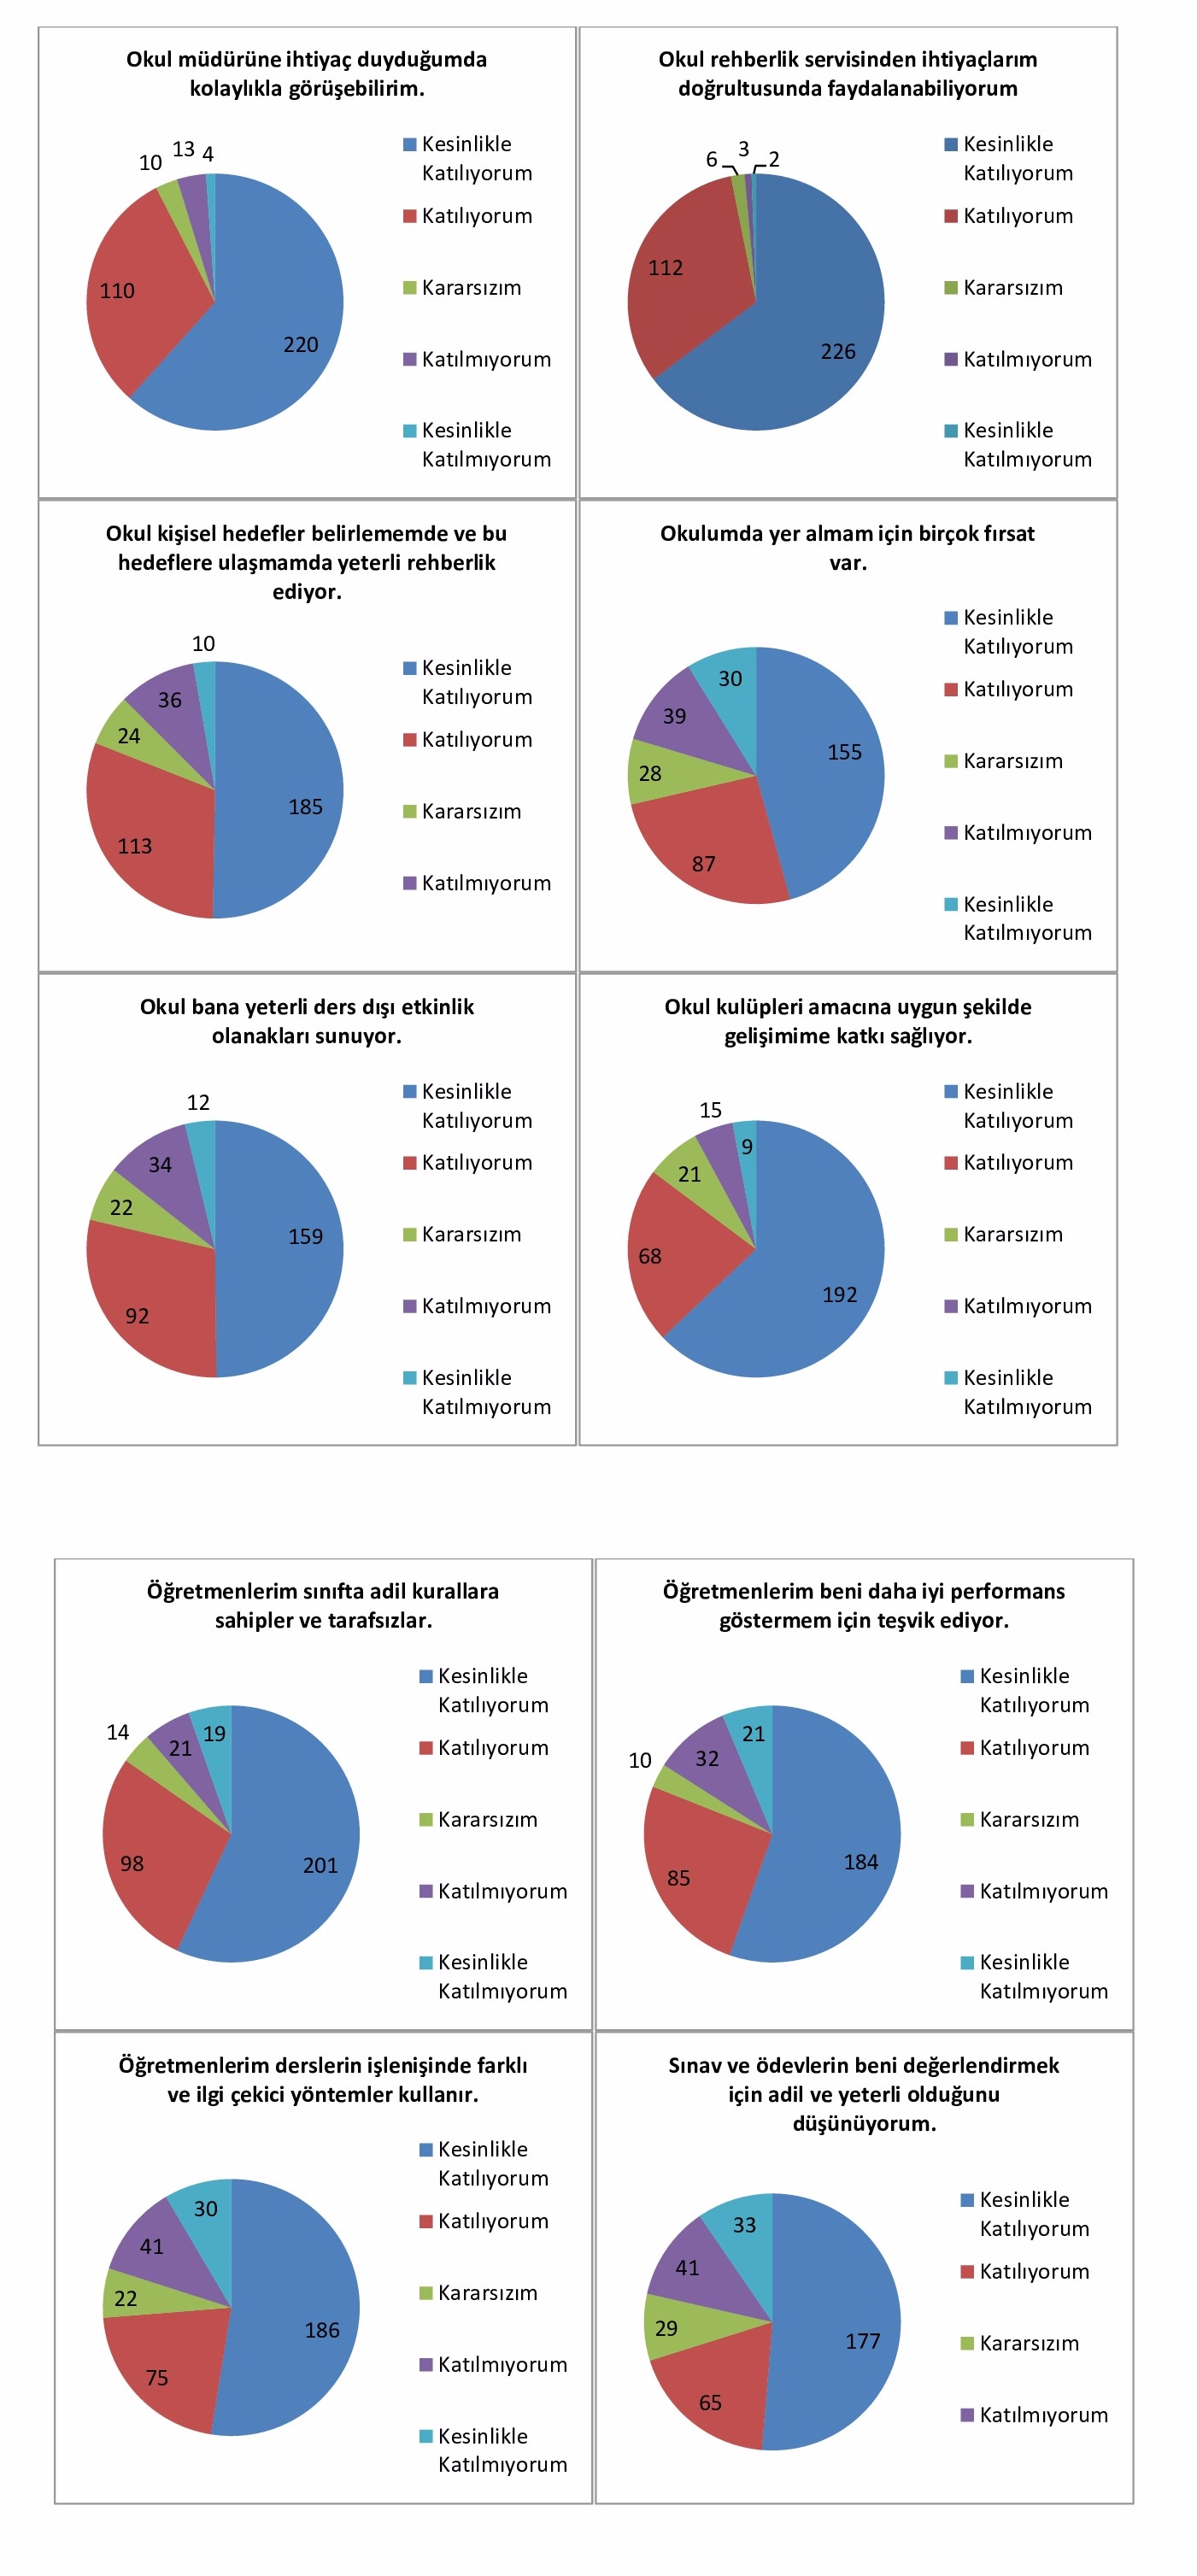 Okul müdürüne ihtiyaç duyduğumda
kolaylıkla görüşebilirim.
10
13
4
110
220
Kesinlikle
Katılıyorum
Katılıyorum
Kararsızım
Katılmıyorum
Kesinlikle
Katılmıyorum
Okul rehberlik servisinden ihtiyaçlarım
doğrultusunda faydalanabiliyorum
6
3
2
112
226
Kesinlikle
Katılıyorum
Katılıyorum
Kararsızım
Katılmıyorum
Kesinlikle
Katılmıyorum
Okul kişisel hedefler belirlememde ve bu
hedeflere ulaşmamda yeterli rehberlik
ediyor.
10
36
24
185
113
Kesinlikle
Katılıyorum
Katılıyorum
Kararsızım
Katılmıyorum
Okulumda yer almam için birçok fırsat
var.
30
39
155
28
87
Kesinlikle
Katılıyorum
Katılıyorum
Kararsızım
Katılmıyorum
Kesinlikle
Katılmıyorum
Okul bana yeterli ders dışı etkinlik
olanakları sunuyor.
12
34
22
159
92
Kesinlikle
Katılıyorum
Katılıyorum
Kararsızım
Katılmıyorum
Kesinlikle
Katılmıyorum
Okul kulüpleri amacına uygun şekilde
gelişimime katkı sağlıyor.
15
9
21
68
192
Kesinlikle
Katılıyorum
Katılıyorum
Kararsızım
Katılmıyorum
Kesinlikle
Katılmıyorum
Öğretmenlerim sınıfta adil kurallara
sahipler ve tarafsızlar.
14
21
19
98
201
Kesinlikle
Katılıyorum
Katılıyorum
Kararsızım
Katılmıyorum
Kesinlikle
Katılmıyorum
Öğretmenlerim beni daha iyi performans
göstermem için teşvik ediyor.
10
32
21
85
184
Kesinlikle
Katılıyorum
Katılıyorum
Kararsızım
Katılmıyorum
Kesinlikle
Katılmıyorum
Öğretmenlerim derslerin işlenişinde farklı
ve ilgi çekici yöntemler kullanır.
30
41
22
186
75
Kesinlikle
Katılıyorum
Katılıyorum
Kararsızım
Katılmıyorum
Kesinlikle
Katılmıyorum
Sınav ve ödevlerin beni değerlendirmek
için adil ve yeterli olduğunu
düşünüyorum.
33
41
29
177
65
Kesinlikle
Katılıyorum
Katılıyorum
Kararsızım
Katılmıyorum